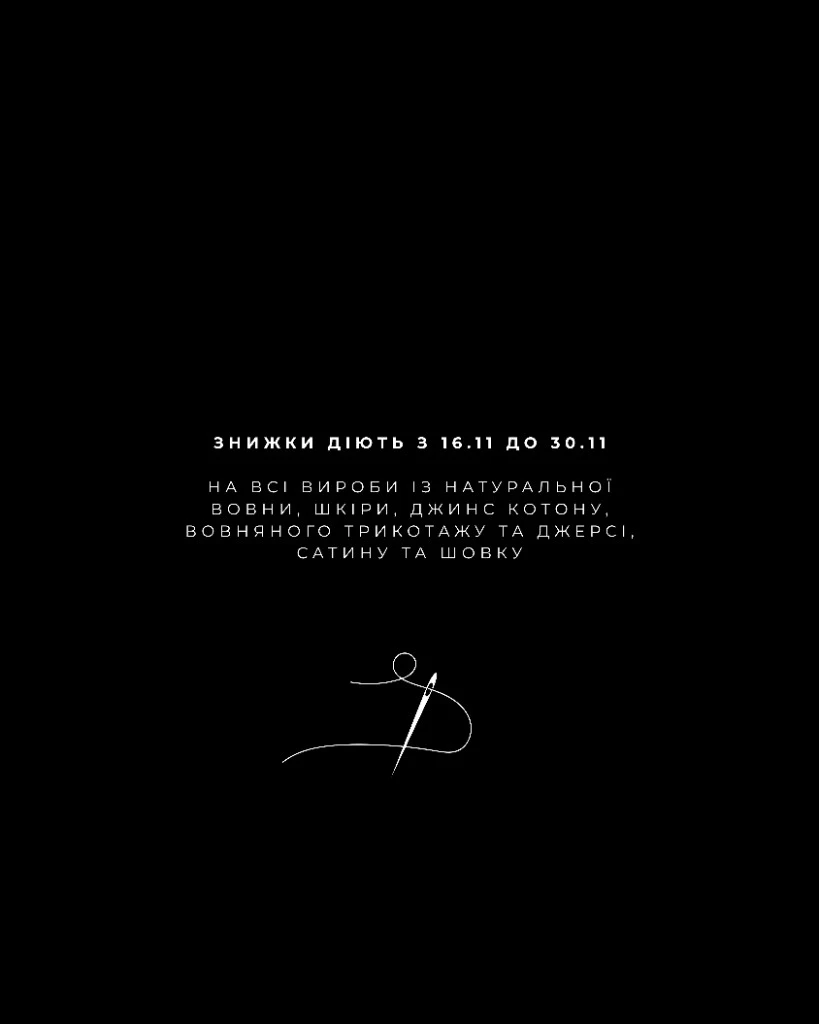 ЗНИЖКИ ДІЮТЬ З 16.11 ДО 30.11
НА ВСІ ВИРОБИ ІЗ НАТУРАЛЬНОЇ
ВОВНИ, ШКІРИ, ДЖИНС КОТОНУ,
ВОВНЯНОГО ТРИКОТАЖУ ТА ДЖЕРСІ,
САТИНУ ТА ШОВКУ